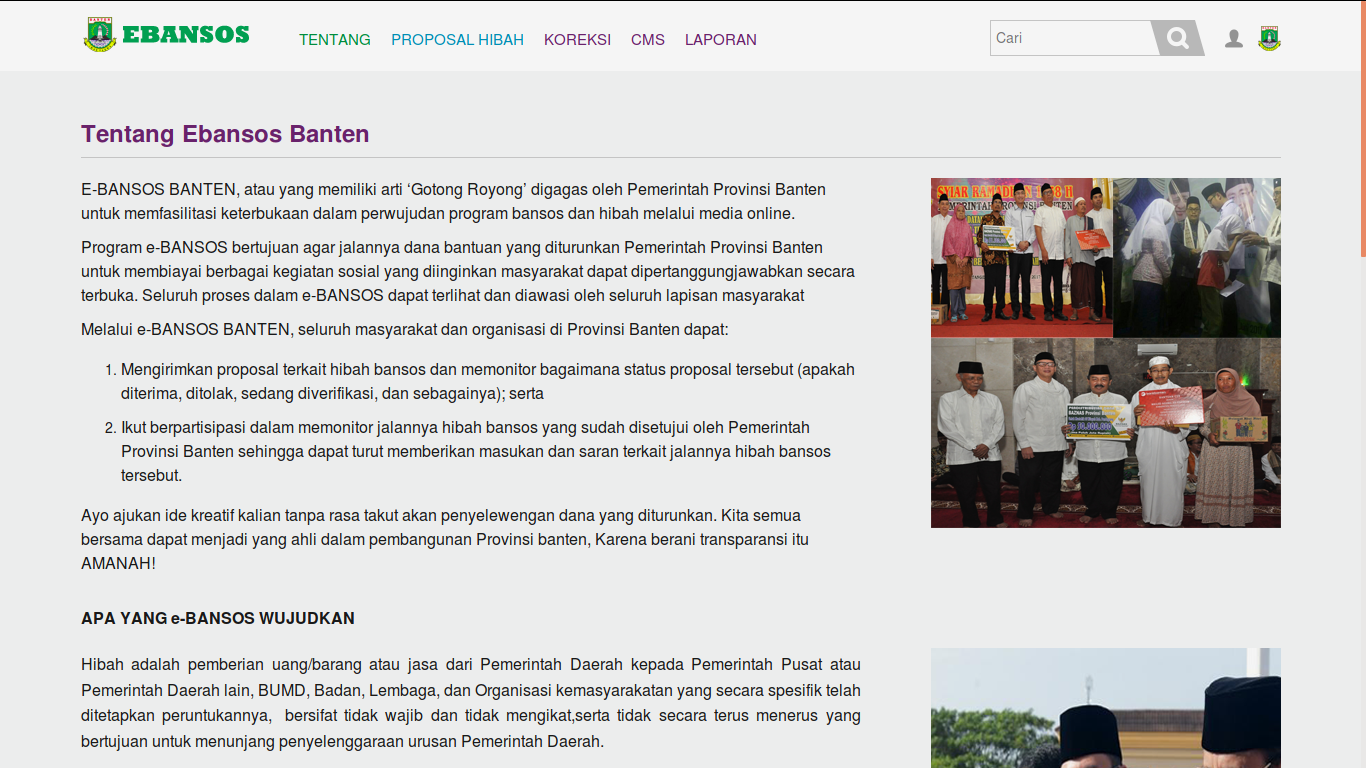 BANTEN
EBANSOS
TENTANG
PROPOSAL HIBAH
KOREKSI
CMS
LAPORAN
Cari
Tentang Ebansos Banten
E-BANSOS BANTEN, atau yang memiliki arti ‘Gotong Royong’ digagas oleh Pemerintah Provinsi Banten
untuk memfasilitasi keterbukaan dalam perwujudan program bansos dan hibah melalui media online.
Program e-BANSOS bertujuan agar jalannya dana bantuan yang diturunkan Pemerintah Provinsi Banten
untuk membiayai berbagai kegiatan sosial yang diinginkan masyarakat dapat dipertanggungjawabkan secara
terbuka. Seluruh proses dalam e-BANSOS dapat terlihat dan diawasi oleh seluruh lapisan masyarakat
Melalui e-BANSOS BANTEN, seluruh masyarakat dan organisasi di Provinsi Banten dapat:
1. Mengirimkan proposal terkait hibah bansos dan memonitor bagaimana status proposal tersebut (apakah
diterima, ditolak, sedang diverifikasi, dan sebagainya); serta
2. Ikut berpartisipasi dalam memonitor jalannya hibah bansos yang sudah disetujui oleh Pemerintah
Provinsi Banten sehingga dapat turut memberikan masukan dan saran terkait jalannya hibah bansos
tersebut.
Ayo ajukan ide kreatif kalian tanpa rasa takut akan penyelewengan dana yang diturunkan. Kita semua
bersama dapat menjadi yang ahli dalam pembangunan Provinsi banten, Karena berani transparansi itu
AMANAH!
APA YANG e-BANSOS WUJUDKAN
Hibah adalah pemberian uang/barang atau jasa dari Pemerintah Daerah kepada Pemerintah Pusat atau
Pemerintah Daerah lain, BUMD, Badan, Lembaga, dan Organisasi kemasyarakatan yang secara spesifik telah
ditetapkan peruntukannya, bersifat tidak wajib dan tidak mengikat,serta tidak secara terus menerus yang
bertujuan untuk menunjang penyelenggaraan urusan Pemerintah Daerah.